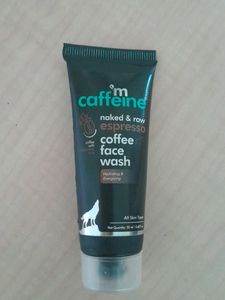 'm
caffeine
naked & raw
espresso
coffee
face
wash
Hydrating &
Energizing
All Skin Types